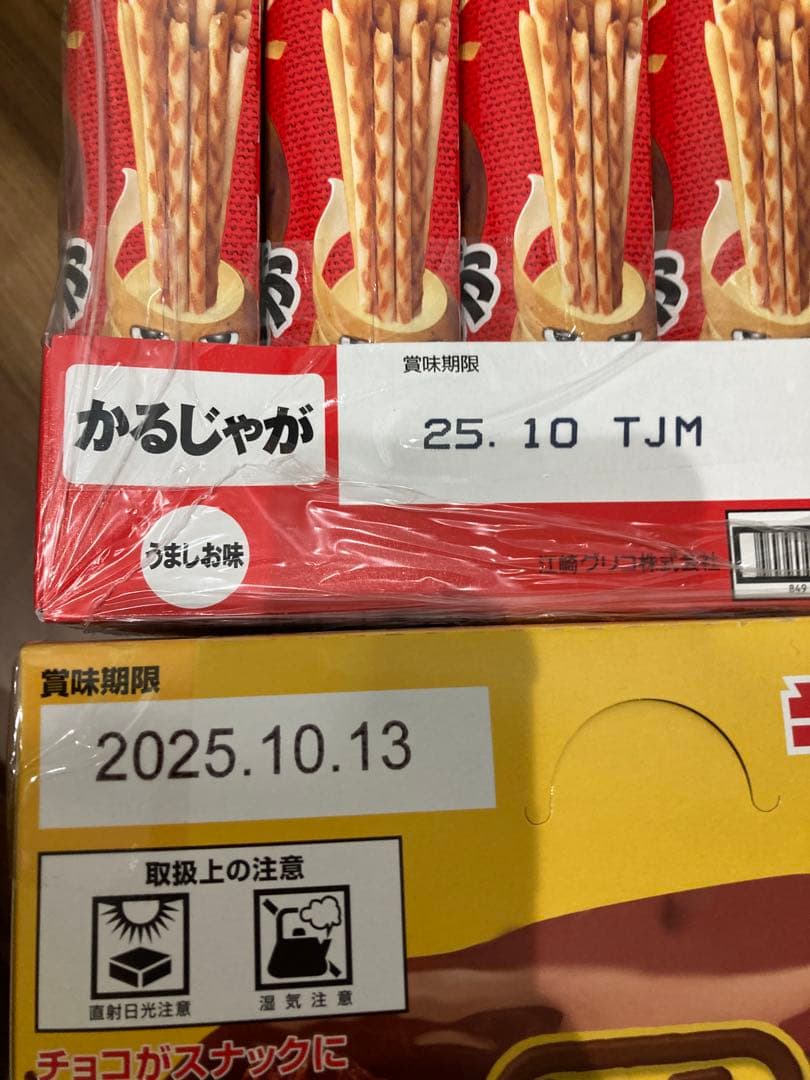 賞味期限
かるじゃが
25. 10 TJM
うましお味
江崎グリコ株式会社
849
賞味期限
2025.10.13
取扱上の注意
直射日光注意
湿気注意
チョコがスナックに